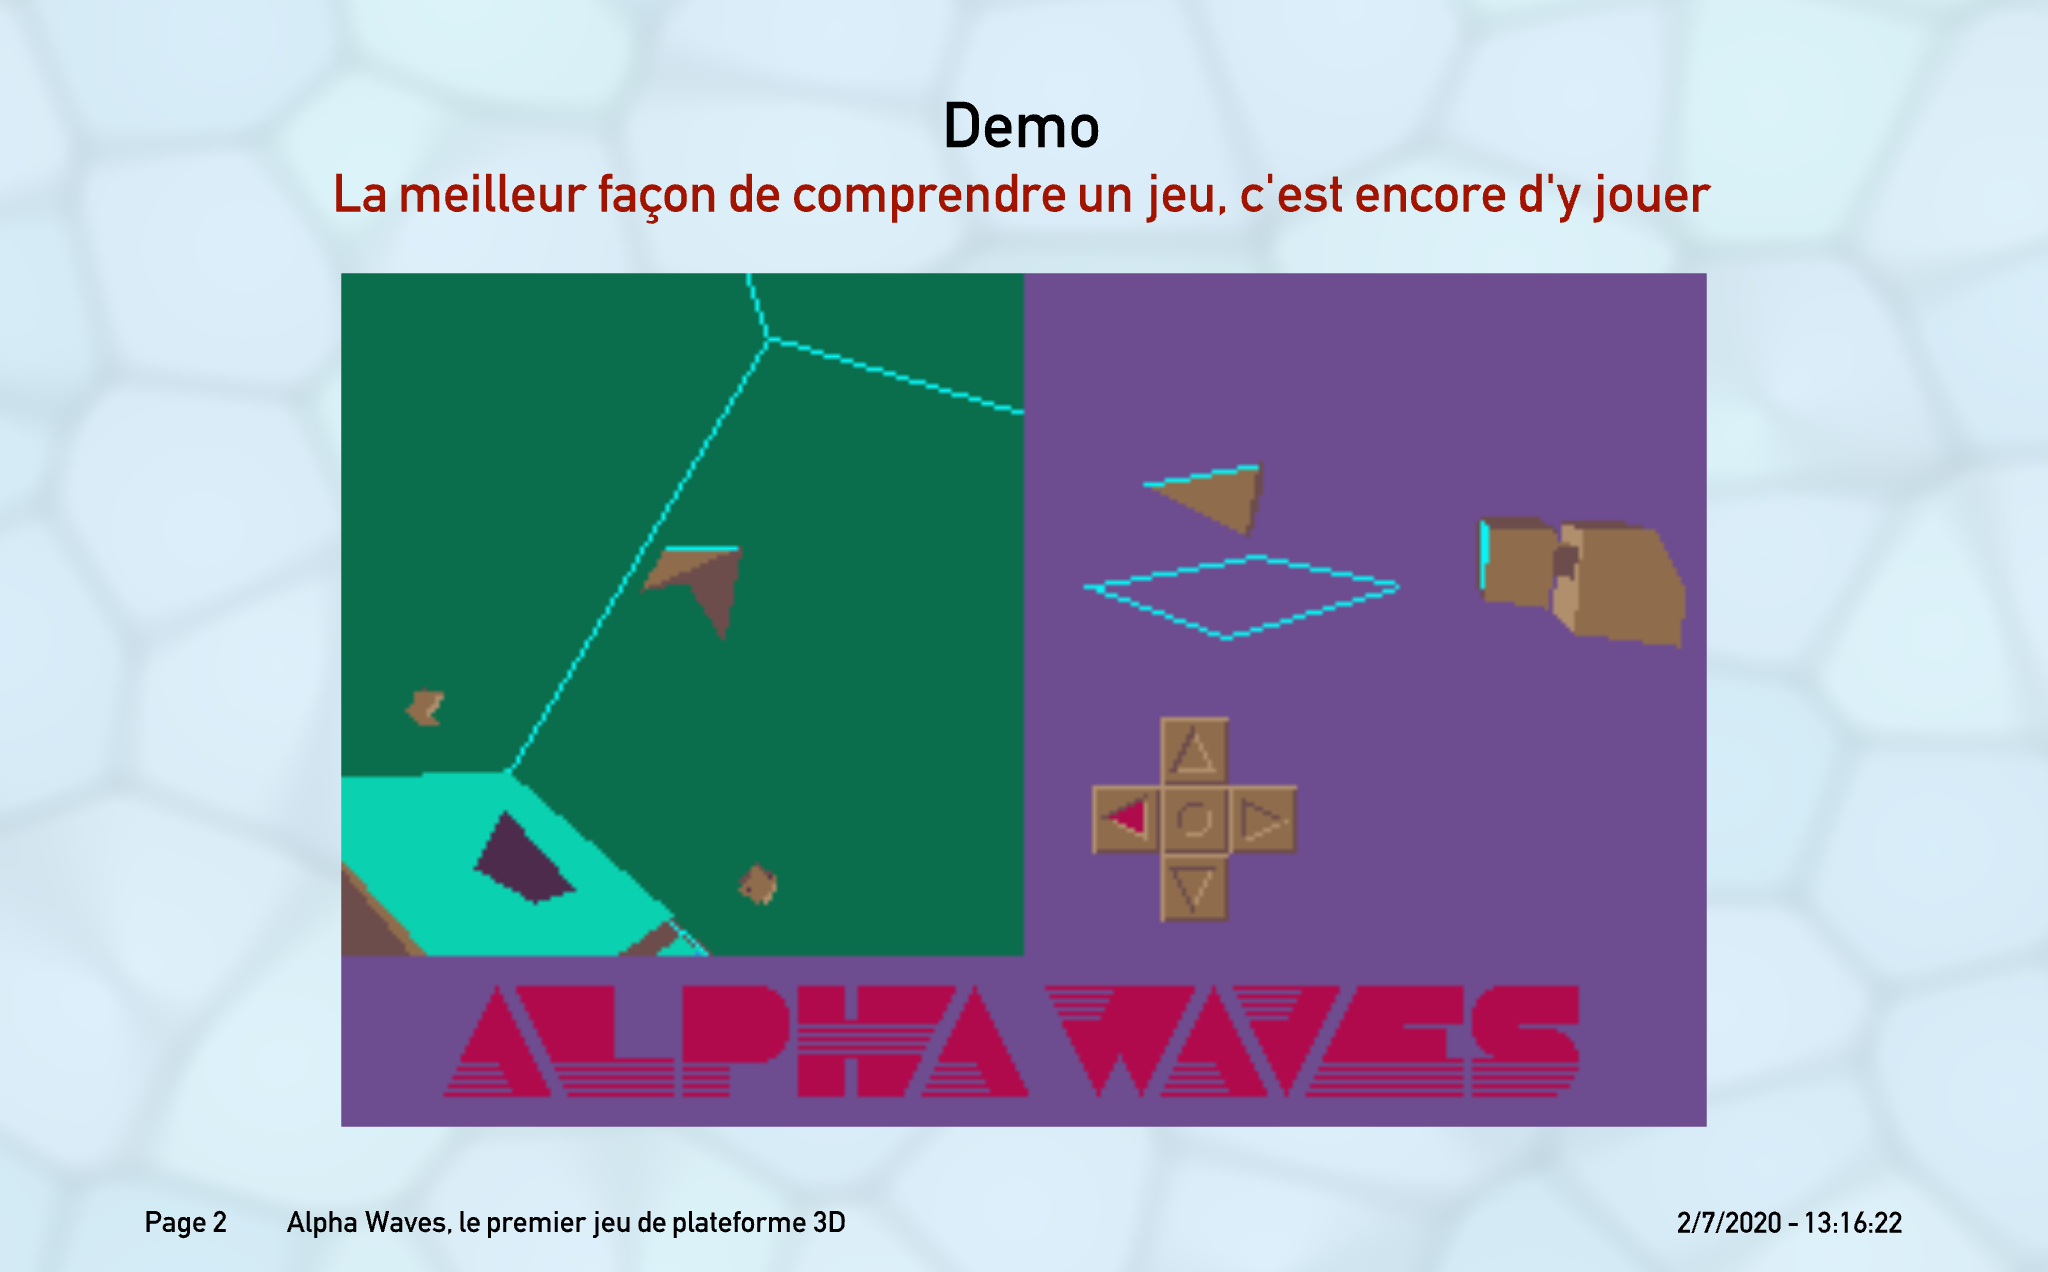 Demo
La meilleur façon de comprendre un jeu, c'est encore d'y jouer
ALPHA WAVES
Page 2 Alpha Waves, le premier jeu de plateforme 3D 2/7/2020 - 13:16:22